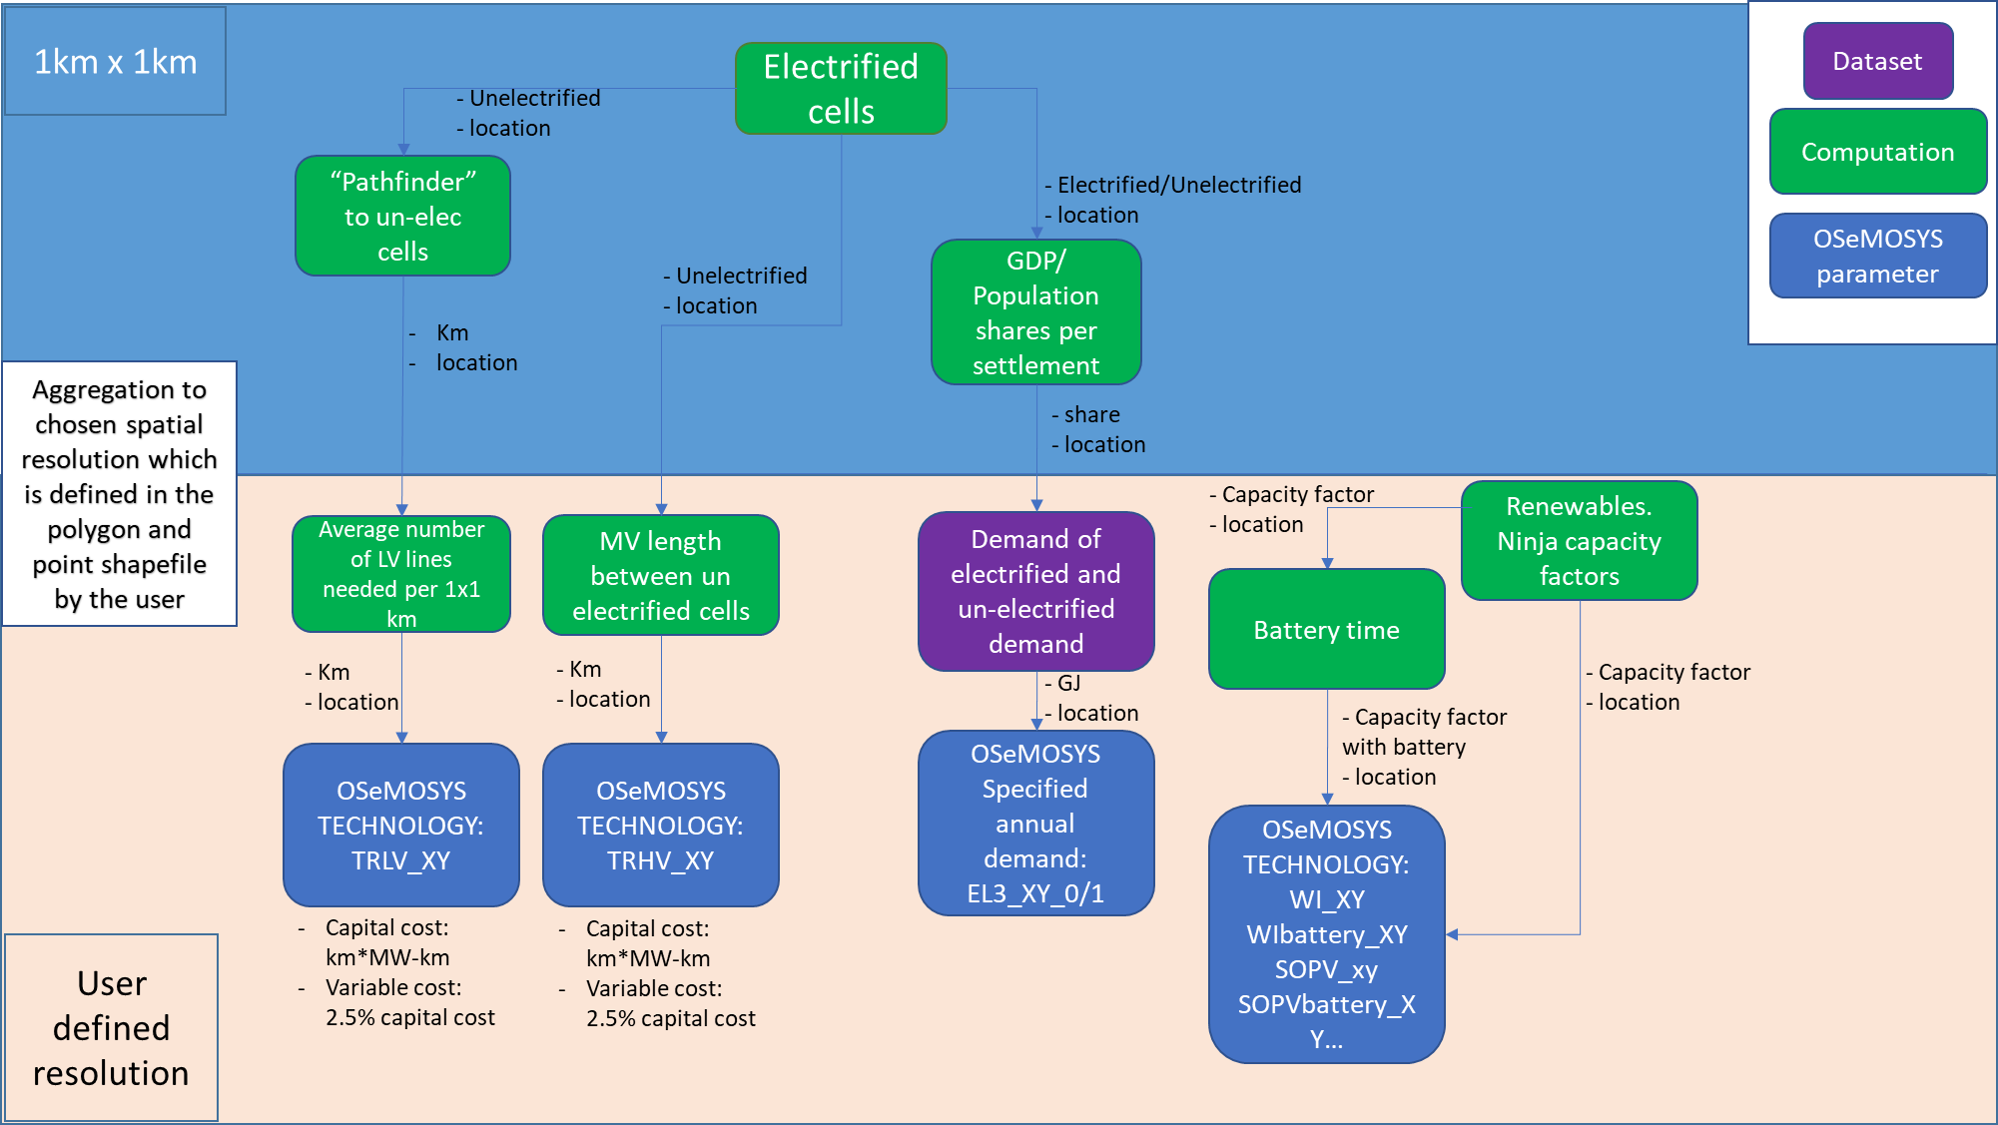 1km x 1km
Electrified
cells
Dataset
Computation
OSeMOSYS
parameter
- Unelectrified
- location
“Pathfinder”
to un-elec
cells
- Electrified/Unelectrified
- location
- Unelectrified
- location
GDP/
Population
shares per
settlement
- Km
- location
- share
- location
Aggregation to
chosen spatial
resolution which
is defined in the
polygon and
point shapefile
by the user
- Capacity factor
- location
Renewables.
Ninja capacity
factors
Average number
of LV lines
needed per 1x1
km
MV length
between un
electrified cells
Demand of
electrified and
un-electrified
demand
Battery time
- Km
- location
- Km
- location
- GJ
- location
- Capacity factor
with battery
- location
- Capacity factor
- location
OSeMOSYS
TECHNOLOGY:
TRLV_XY
OSeMOSYS
TECHNOLOGY:
TRHV_XY
OSeMOSYS
Specified
annual
demand:
EL3_XY_0/1
OSeMOSYS
TECHNOLOGY:
WI_XY
WIbattery_XY
SOPV_xy
SOPVbattery_X
Y...
- Capital cost:
km*MW-km
- Variable cost:
2.5% capital cost
- Capital cost:
km*MW-km
- Variable cost:
2.5% capital cost
User
defined
resolution